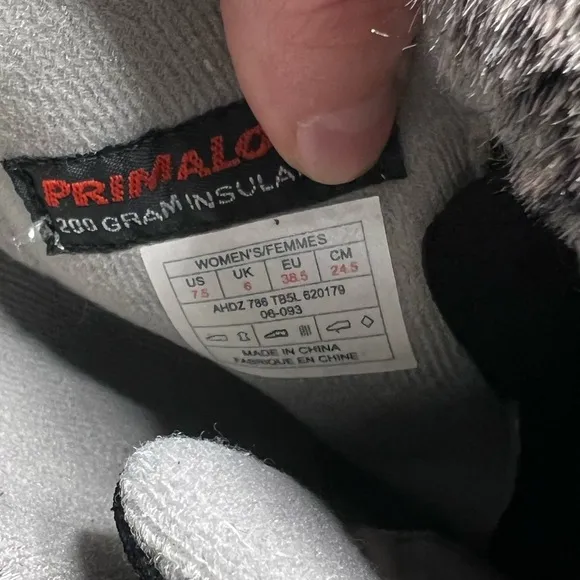 PRIMALO
200 GRAM INSULA
WOMEN'S/FEMMES
US UK EU CM
7.5 6 38.5 24.5
AHDZ 786 TB5L 620179
06-093
MADE IN CHINA
FABRIQUE EN CHINE